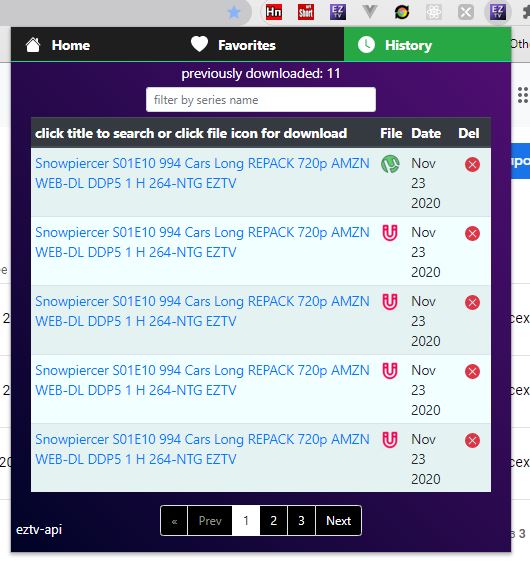 Home
Favorites
History
previously downloaded: 11
filter by series name
click title to search or click file icon for download File Date Del
Snowpiercer S01E10 994 Cars Long REPACK 720p AMZN
WEB-DL DDP5 1 H 264-NTG EZTV
Nov
23
2020
Snowpiercer S01E10 994 Cars Long REPACK 720p AMZN
WEB-DL DDP5 1 H 264-NTG EZTV
Nov
23
2020
Snowpiercer S01E10 994 Cars Long REPACK 720p AMZN
WEB-DL DDP5 1 H 264-NTG EZTV
Nov
23
2020
Snowpiercer S01E10 994 Cars Long REPACK 720p AMZN
WEB-DL DDP5 1 H 264-NTG EZTV
Nov
23
2020
Snowpiercer S01E10 994 Cars Long REPACK 720p AMZN
WEB-DL DDP5 1 H 264-NTG EZTV
Nov
23
2020
« Prev 1 2 3 Next
eztv-api